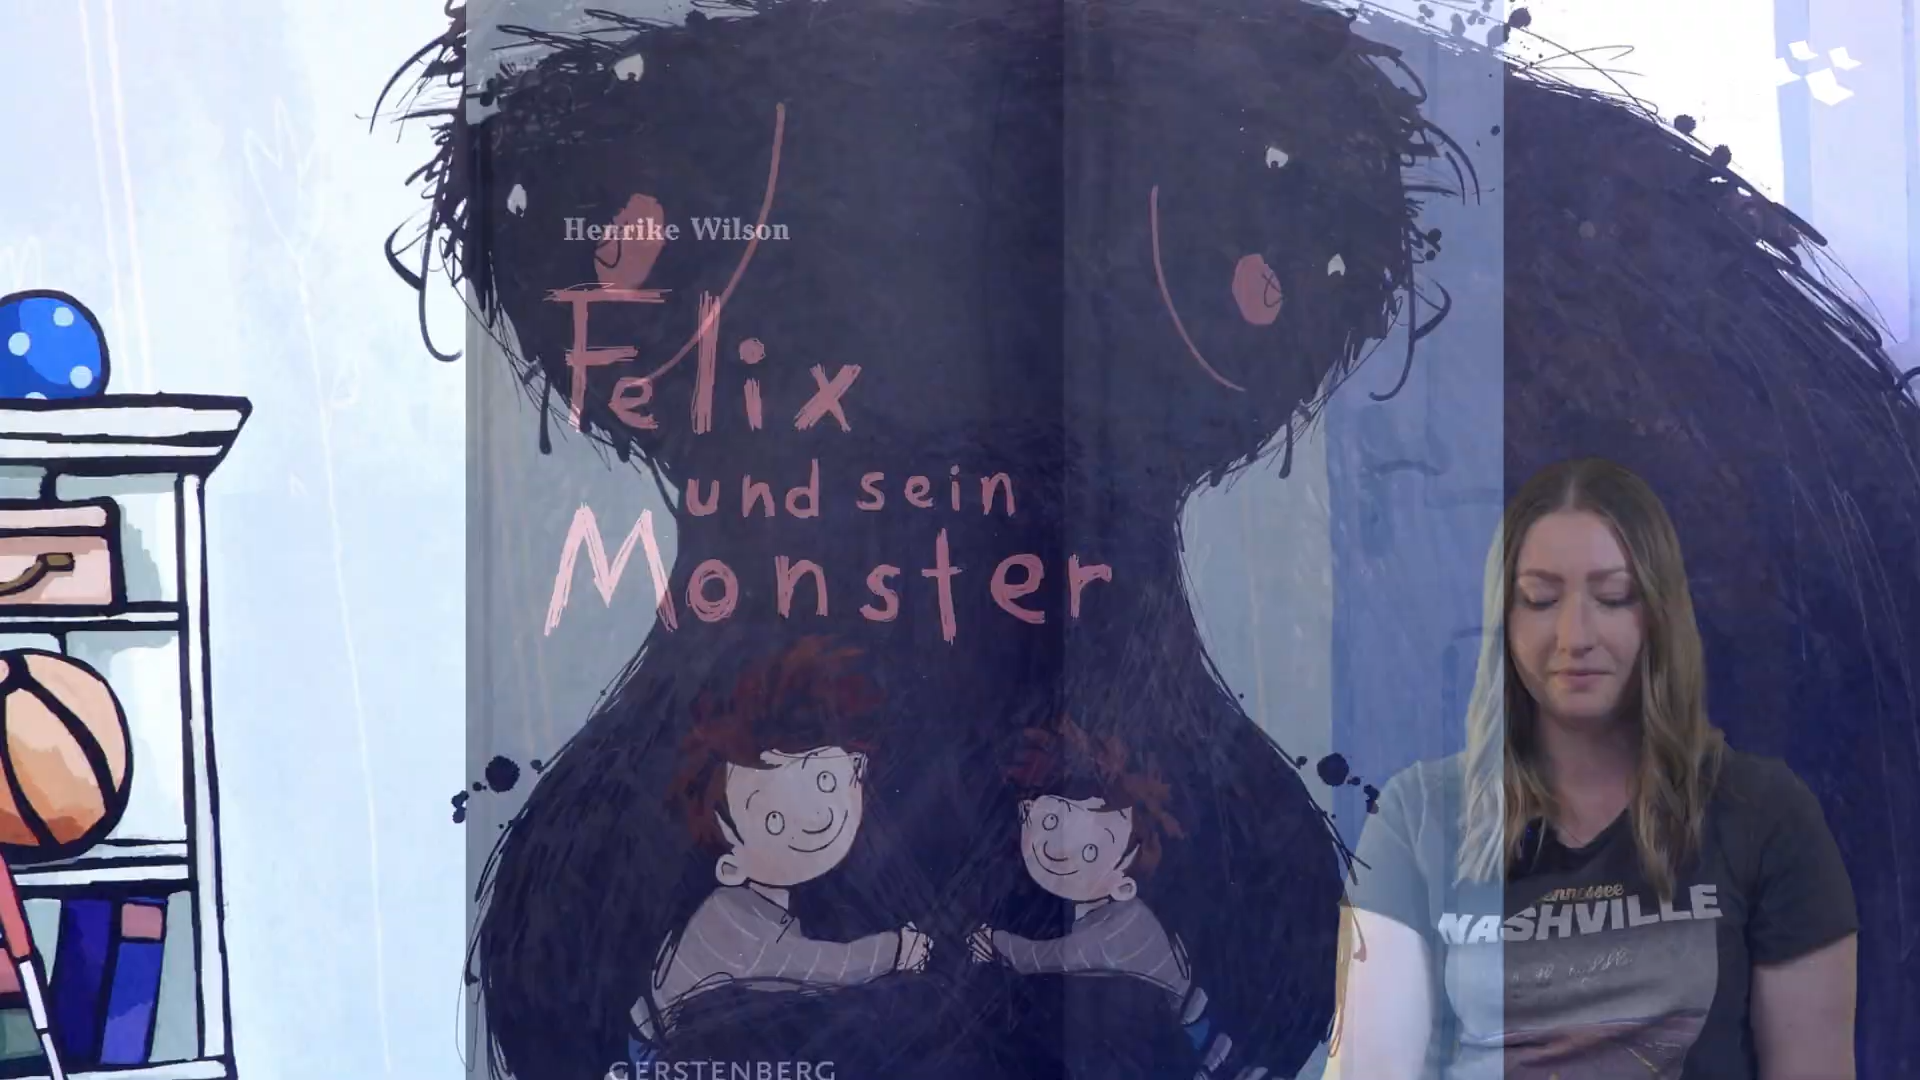 Henrike Wilson
Felix
und sein
Monster
GERSTENBERG
NASHVILLE